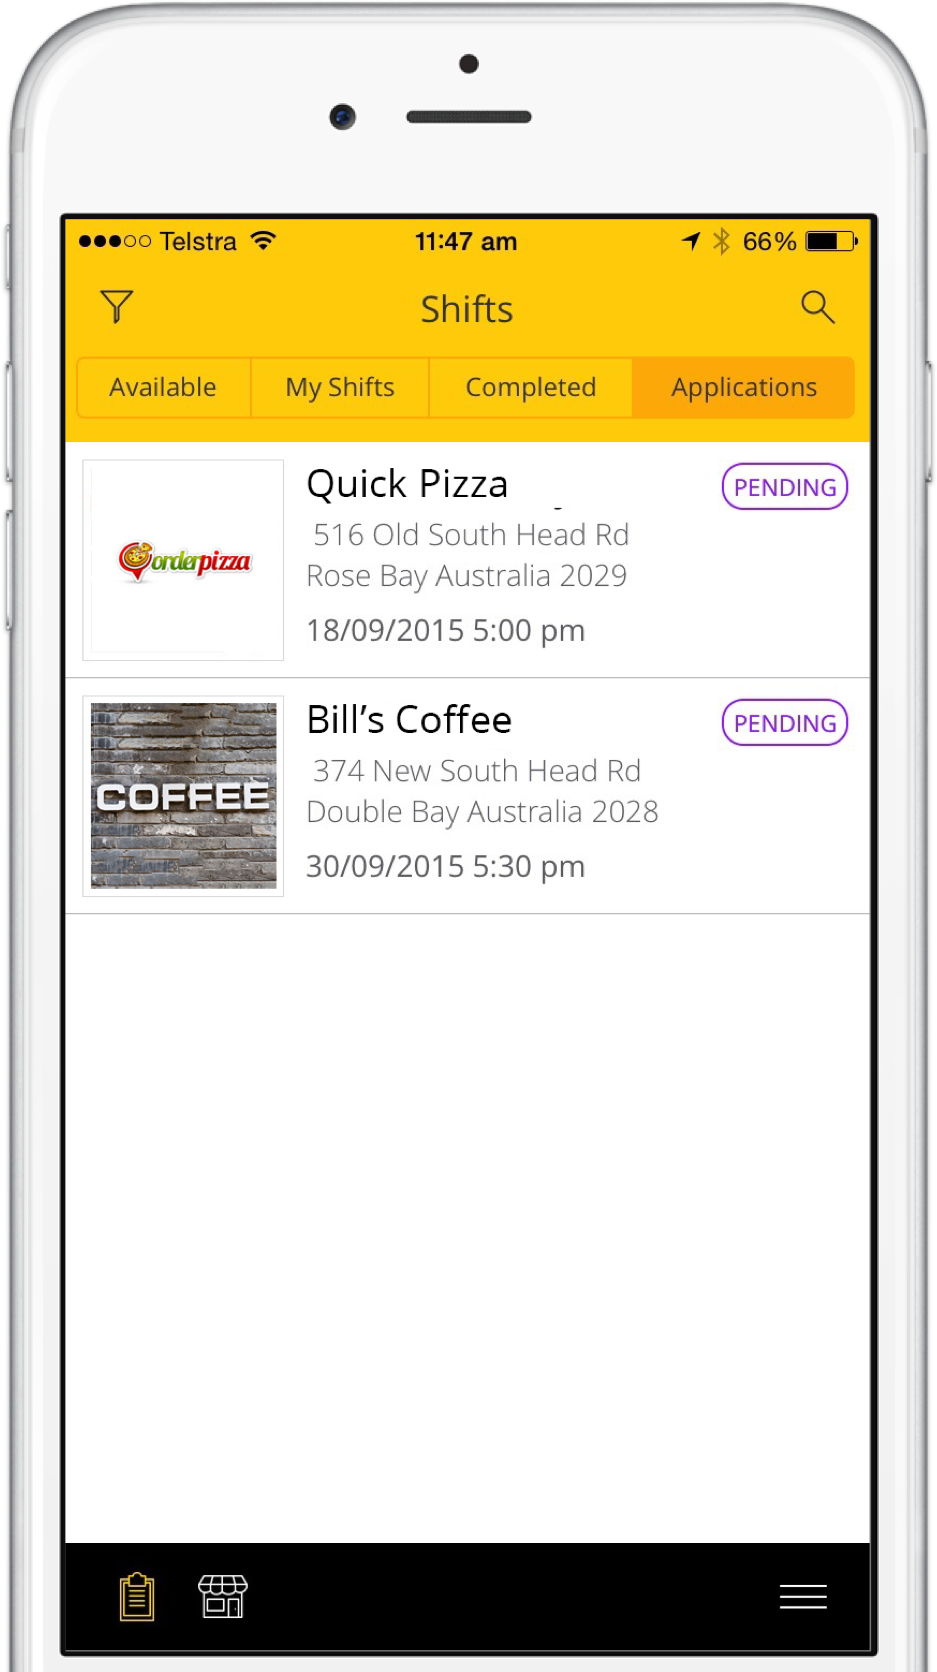 Telstra 11:47 am 66%
Shifts
Available My Shifts Completed Applications
Quick Pizza PENDING
516 Old South Head Rd
Rose Bay Australia 2029
18/09/2015 5:00 pm
orderpizza
Bill’s Coffee PENDING
374 New South Head Rd
Double Bay Australia 2028
30/09/2015 5:30 pm
COFFEE